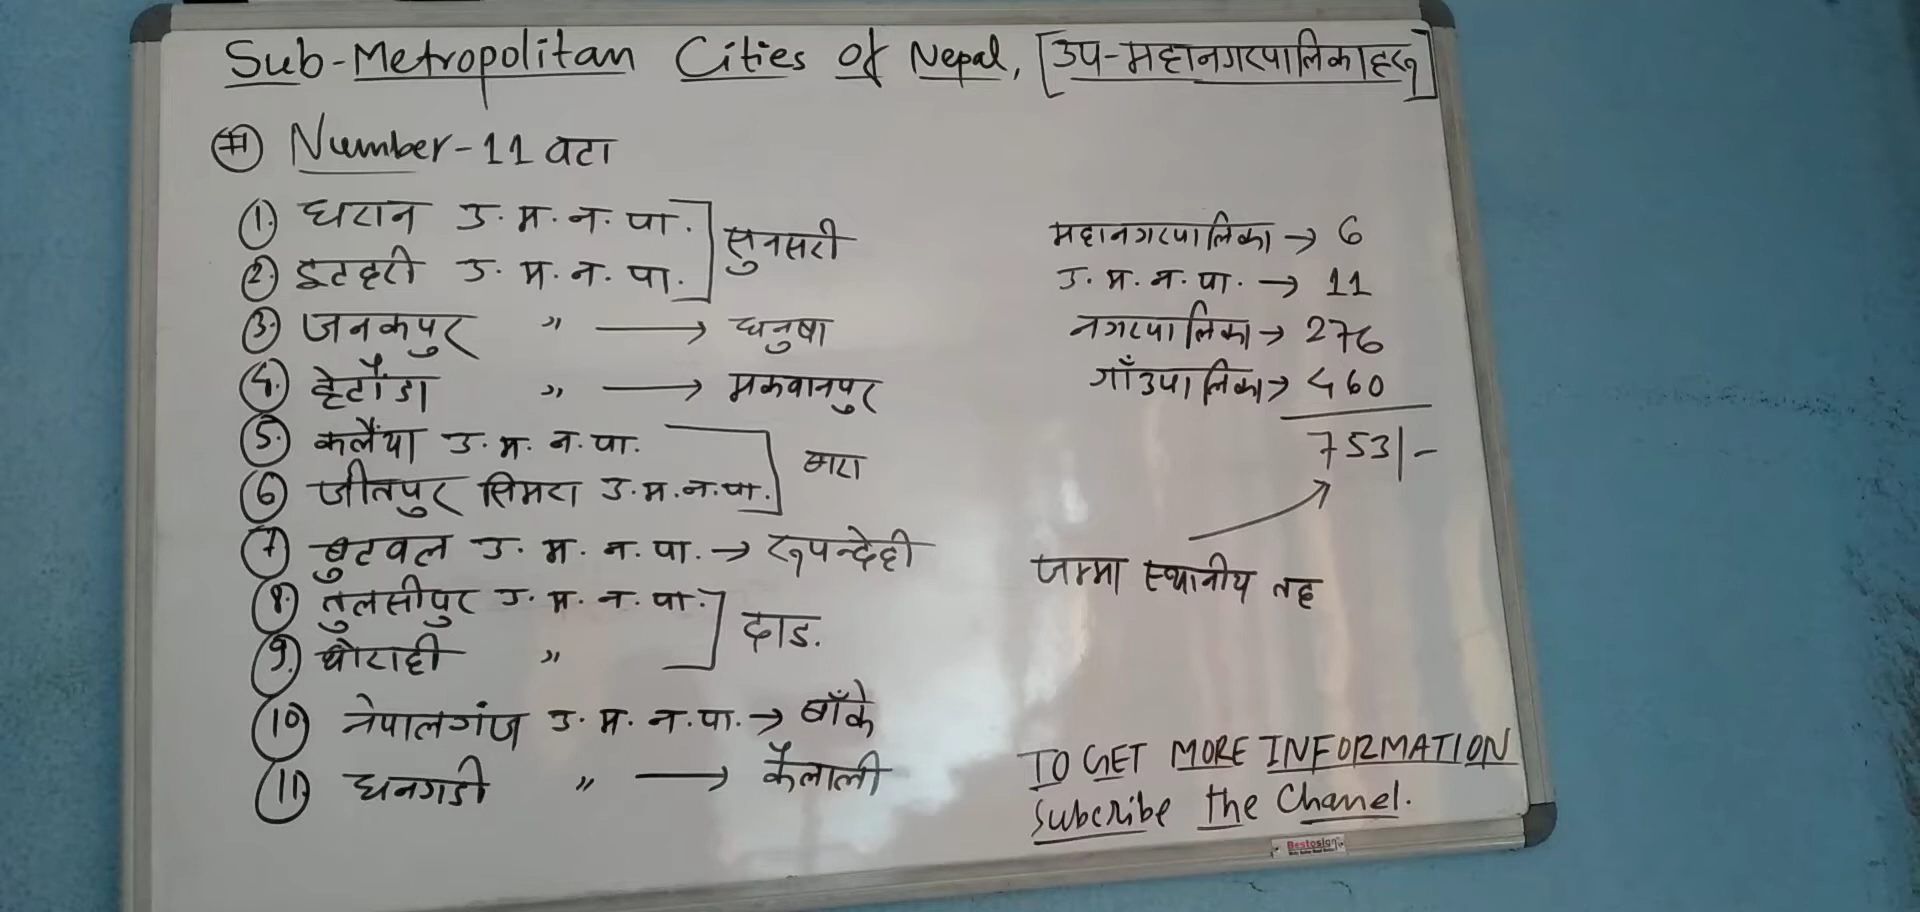 Sub-Metropolitan Cities of Nepal, [उप-महानगरपालिकाहरू]
# Number-11 वटा
1. धरान उ.म.न.पा.
2. इटहरी उ.म.न.पा.
सुनसरी
3. जनकपुर " → धनुषा
4. हेटौंडा " → मकवानपुर
5. कलैया उ.म.न.पा.
6. जीतपुर सिमरा उ.म.न.पा.
बारा
7. बुटवल उ.म.न.पा. → रूपन्देही
8. तुलसीपुर उ.म.न.पा.
9. घोराही "
दाड.
10. नेपालगंज उ.म.न.पा. → बाँके
11. धनगडी " → कैलाली
महानगरपालिका → 6
उ.म.न.पा. → 11
नगरपालिका → 276
गाँउपालिका → 460
753/-
जम्मा स्थानीय तह
TO GET MORE INFORMATION
Subcribe the Chanel.
Bestosign